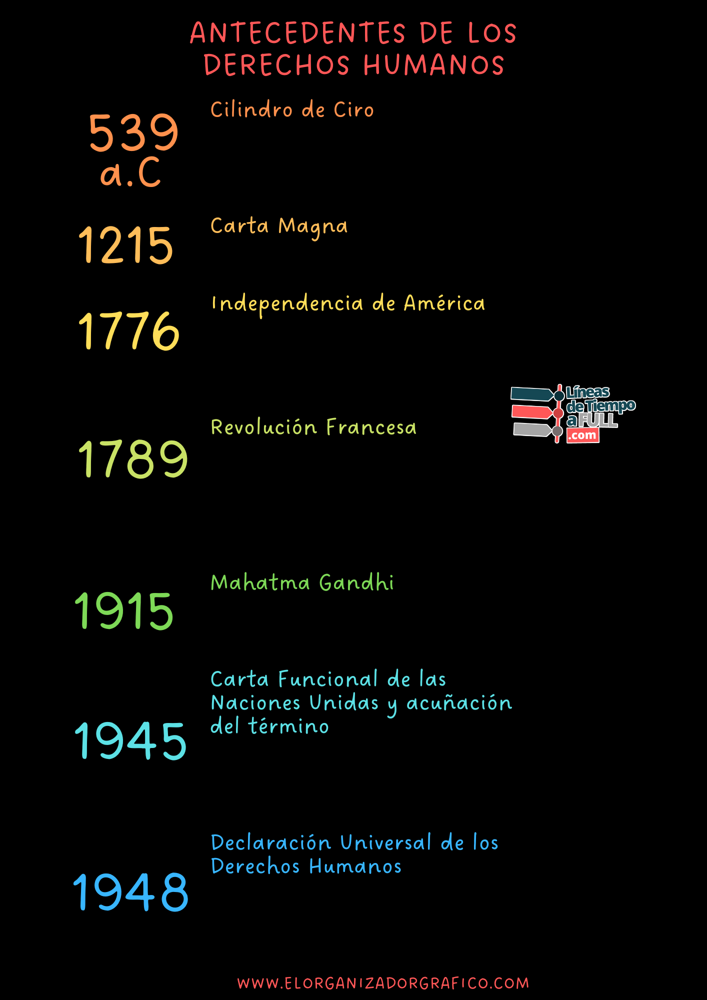 ANTECEDENTES DE LOS
DERECHOS HUMANOS
539
a.C
Cilindro de Ciro
1215
Carta Magna
1776
Independencia de América
Líneas
de Tiempo
a FULL
.com
1789
Revolución Francesa
1915
Mahatma Gandhi
1945
Carta Funcional de las
Naciones Unidas y acuñación
del término
1948
Declaración Universal de los
Derechos Humanos
WWW.ELORGANIZADORGRAFICO.COM